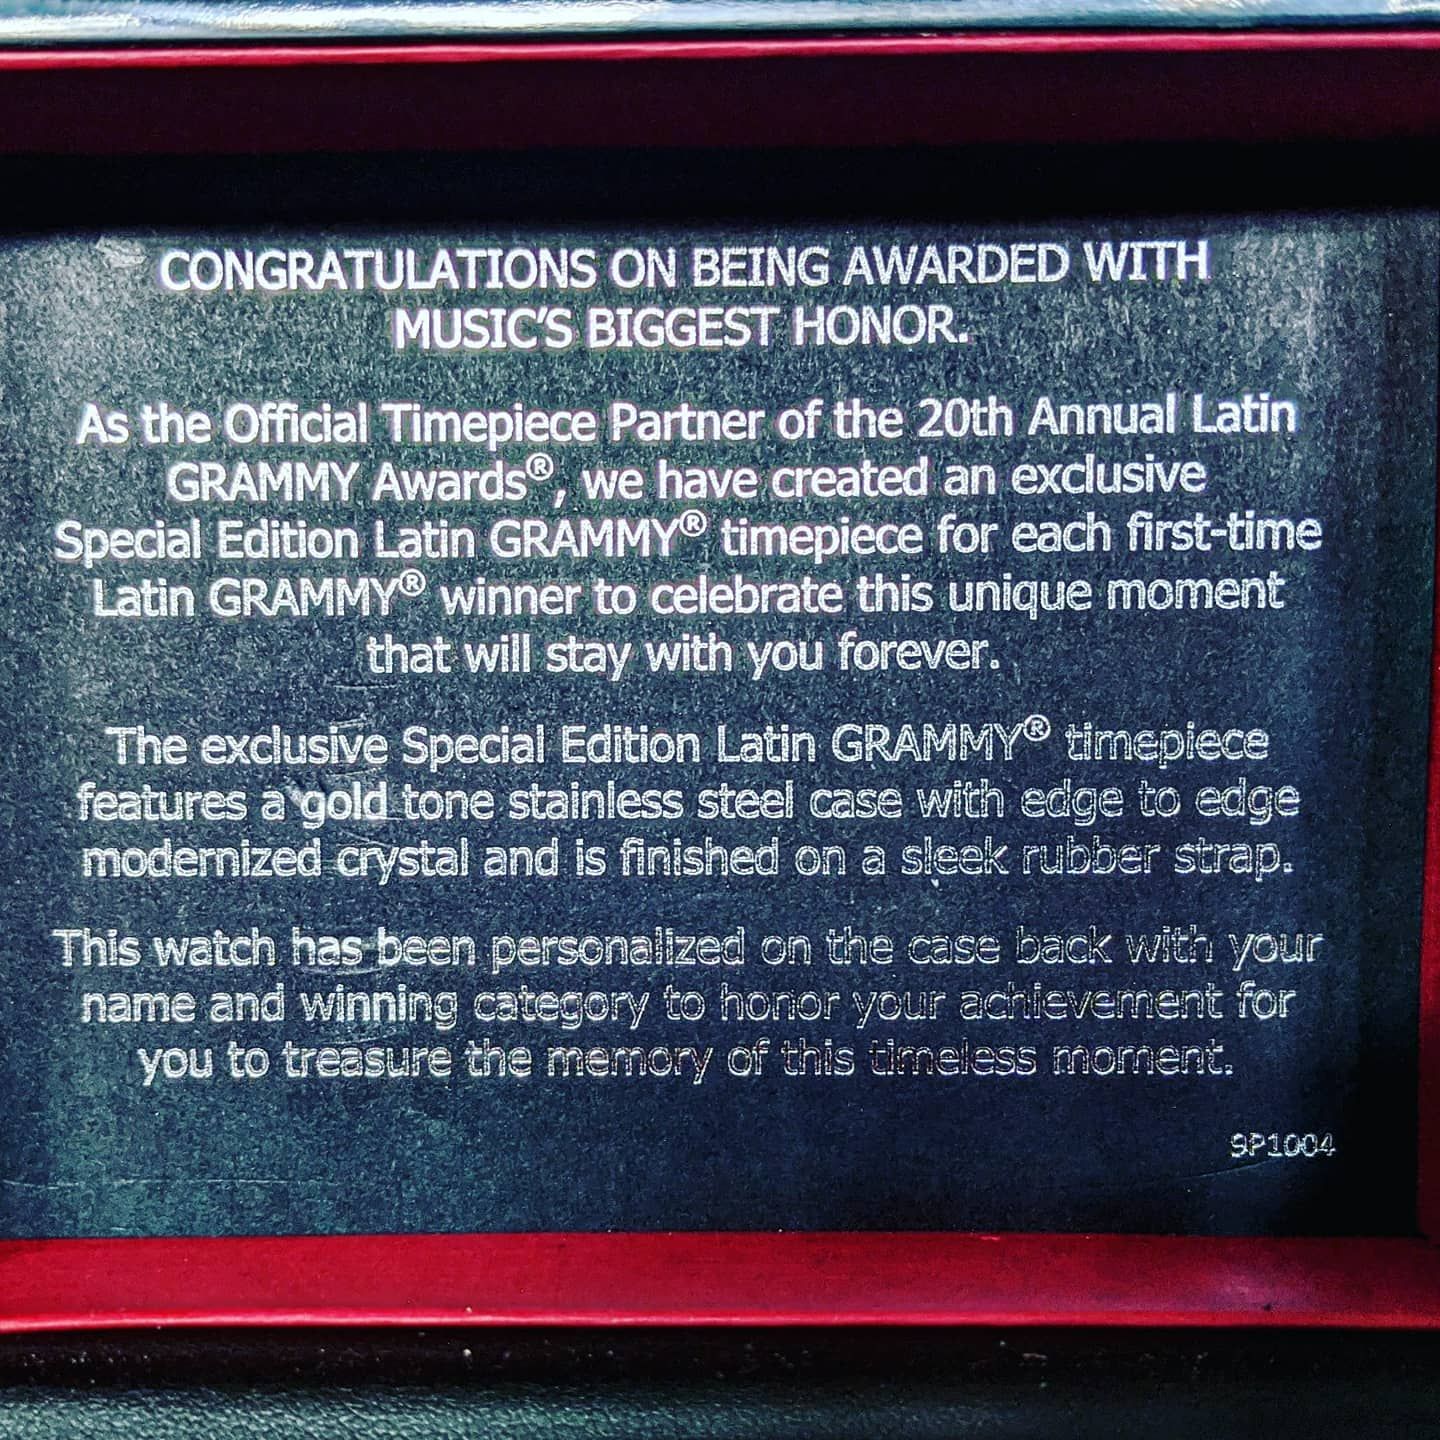 CONGRATULATIONS ON BEING AWARDED WITH
MUSIC'S BIGGEST HONOR.
As the Official Timepiece Partner of the 20th Annual Latin
GRAMMY Awards®, we have created an exclusive
Special Edition Latin GRAMMY® timepiece for each first-time
Latin GRAMMY® winner to celebrate this unique moment
that will stay with you forever.
The exclusive Special Edition Latin GRAMMY® timepiece
features a gold tone stainless steel case with edge to edge
modernized crystal and is finished on a sleek rubber strap.
This watch has been personalized on the case back with your
name and winning category to honor your achievement for
you to treasure the memory of this timeless moment.
9P1004